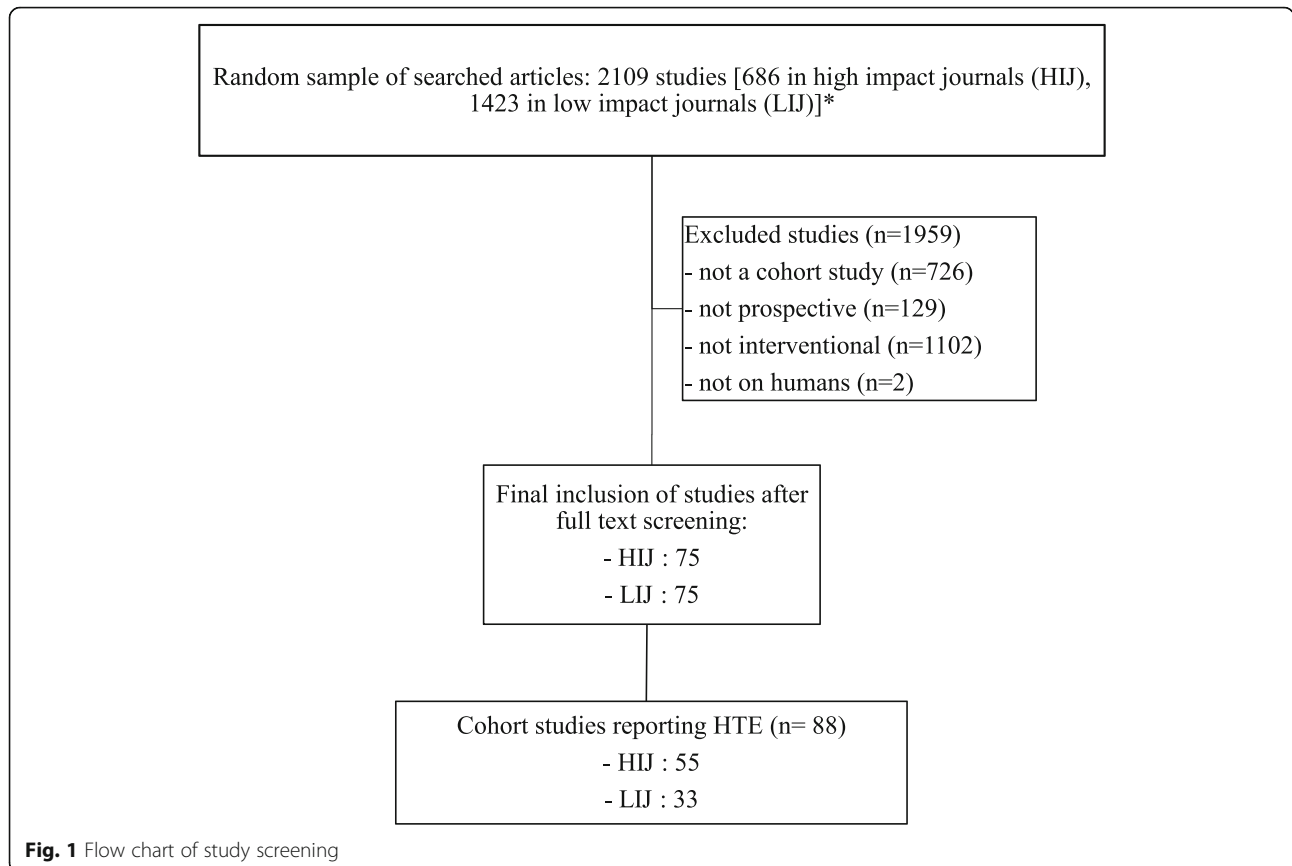 Random sample of searched articles: 2109 studies [686 in high impact journals (HIJ),
1423 in low impact journals (LIJ)]*
Excluded studies (n=1959)
- not a cohort study (n=726)
- not prospective (n=129)
- not interventional (n=1102)
- not on humans (n=2)
Final inclusion of studies after
full text screening:
- HIJ : 75
- LIJ : 75
Cohort studies reporting HTE (n= 88)
- HIJ : 55
- LIJ : 33
Fig. 1 Flow chart of study screening